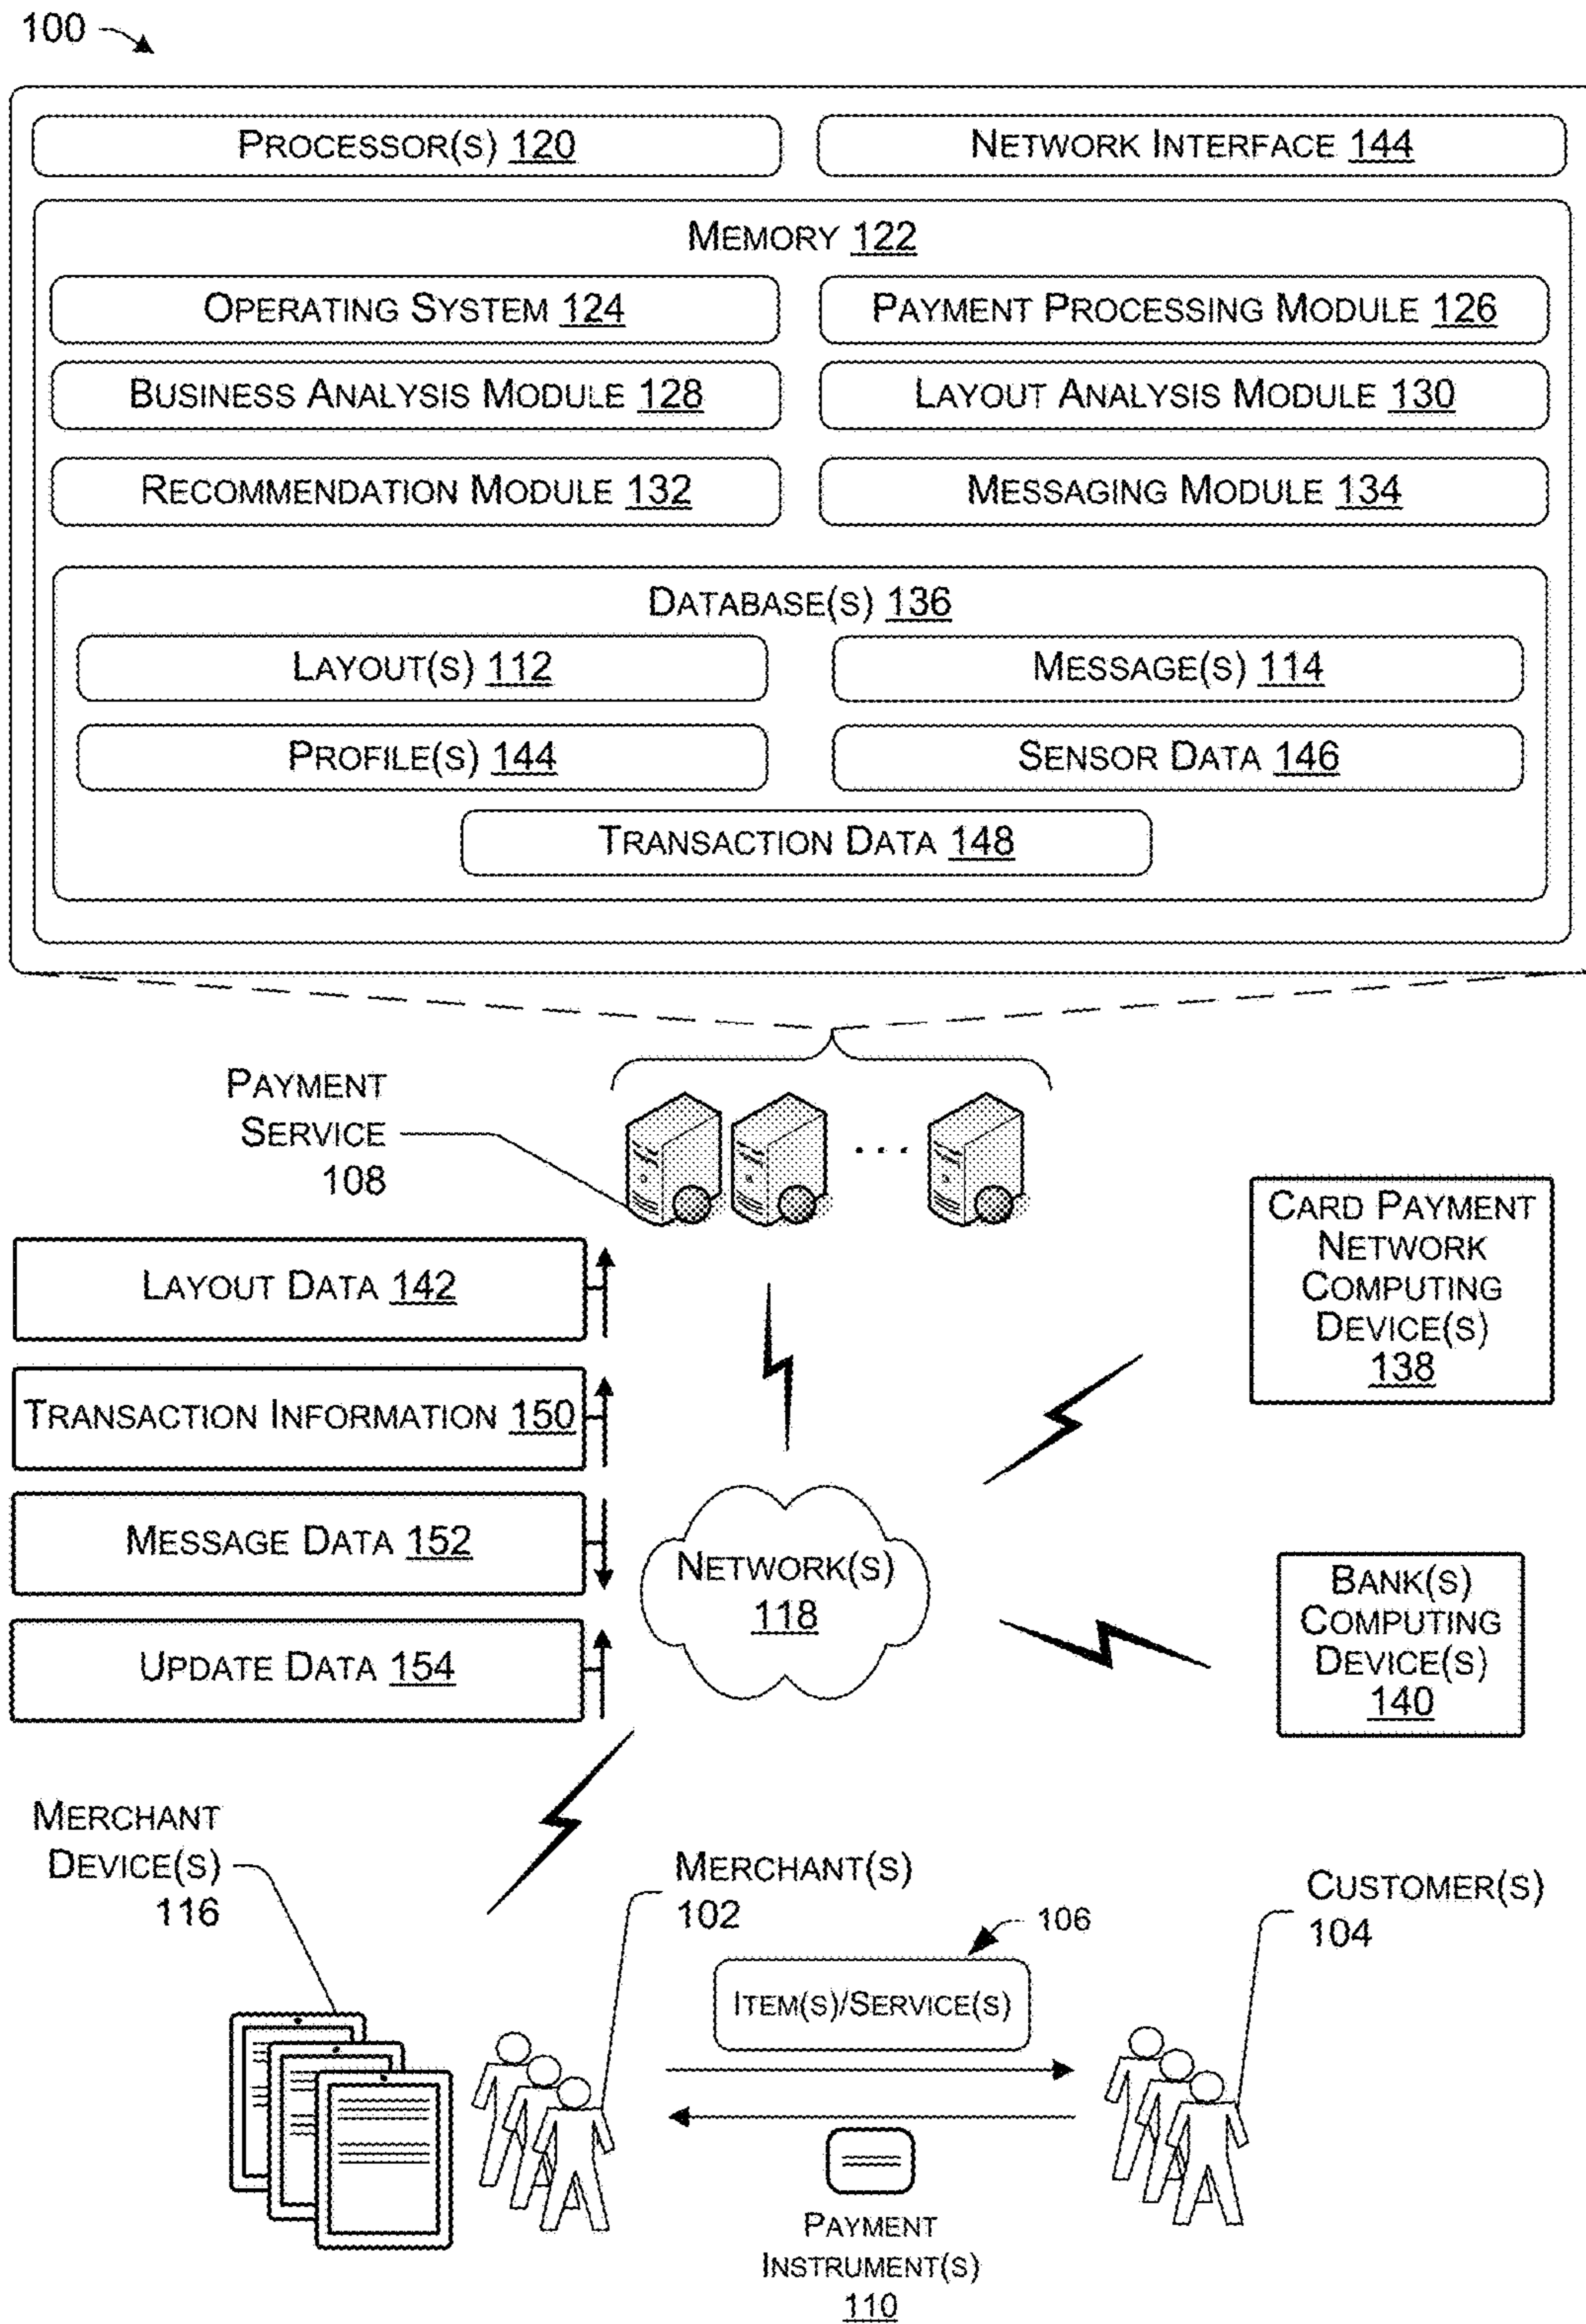 100
PROCESSOR(S) 120
NETWORK INTERFACE 144
MEMORY 122
OPERATING SYSTEM 124
PAYMENT PROCESSING MODULE 126
BUSINESS ANALYSIS MODULE 128
LAYOUT ANALYSIS MODULE 130
RECOMMENDATION MODULE 132
MESSAGING MODULE 134
DATABASE(S) 136
LAYOUT(S) 112
MESSAGE(S) 114
PROFILE(S) 144
SENSOR DATA 146
TRANSACTION DATA 148
PAYMENT
SERVICE
108
...
CARD PAYMENT
NETWORK
COMPUTING
DEVICE(S)
138
LAYOUT DATA 142
TRANSACTION INFORMATION 150
MESSAGE DATA 152
UPDATE DATA 154
NETWORK(S)
118
BANK(S)
COMPUTING
DEVICE(S)
140
MERCHANT
DEVICE(S)
116
MERCHANT(S)
102
106
CUSTOMER(S)
104
ITEM(S)/SERVICE(S)
PAYMENT
INSTRUMENT(S)
110